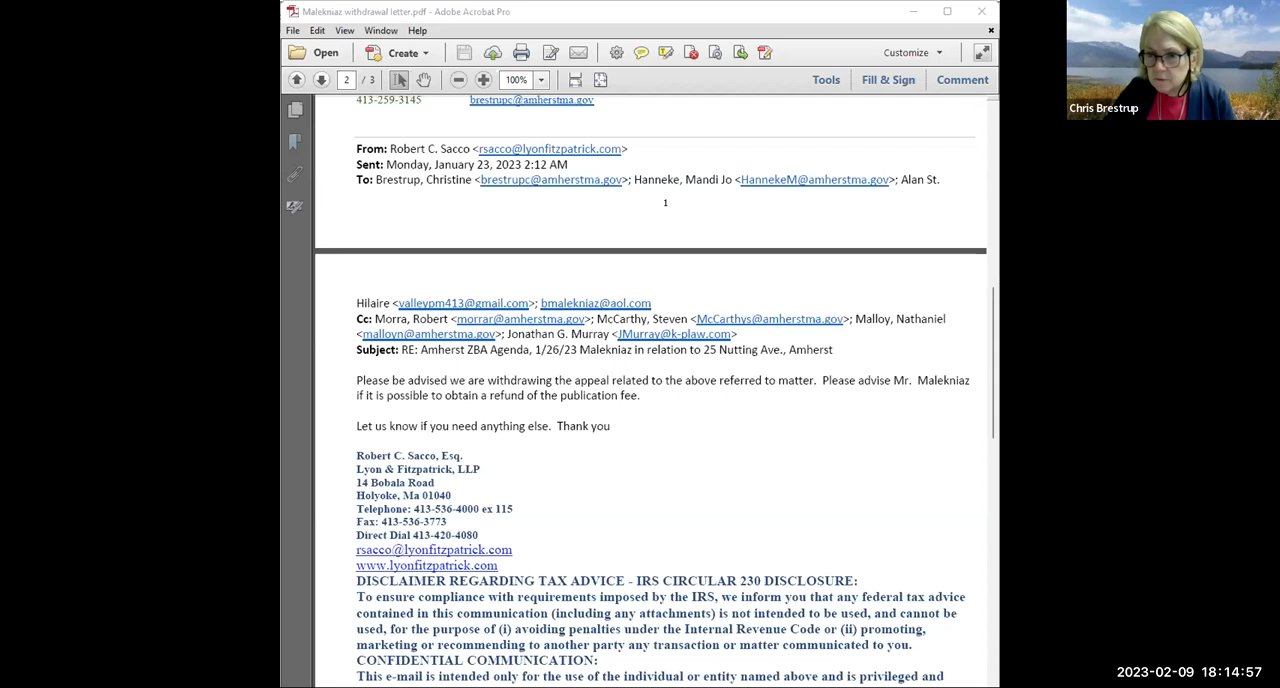 Malekniaz withdrawal letter.pdf - Adobe Acrobat Pro
File Edit View Window Help
Open Create Customize
2 / 3 100% Tools Fill & Sign Comment
413-259-3145 brestrupc@amherstma.gov
From: Robert C. Sacco <rsacco@lyonfitzpatrick.com>
Sent: Monday, January 23, 2023 2:12 AM
To: Brestrup, Christine <brestrupc@amherstma.gov>; Hanneke, Mandi Jo <HannekeM@amherstma.gov>; Alan St.
1
Hilaire <valleypm413@gmail.com>; bmalekniaz@aol.com
Cc: Morra, Robert <morrar@amherstma.gov>; McCarthy, Steven <McCarthys@amherstma.gov>; Malloy, Nathaniel
<malloyn@amherstma.gov>; Jonathan G. Murray <JMurray@k-plaw.com>
Subject: RE: Amherst ZBA Agenda, 1/26/23 Malekniaz in relation to 25 Nutting Ave., Amherst
Please be advised we are withdrawing the appeal related to the above referred to matter. Please advise Mr. Malekniaz
if it is possible to obtain a refund of the publication fee.
Let us know if you need anything else. Thank you
Robert C. Sacco, Esq.
Lyon & Fitzpatrick, LLP
14 Bobala Road
Holyoke, Ma 01040
Telephone: 413-536-4000 ex 115
Fax: 413-536-3773
Direct Dial 413-420-4080
rsacco@lyonfitzpatrick.com
www.lyonfitzpatrick.com
DISCLAIMER REGARDING TAX ADVICE - IRS CIRCULAR 230 DISCLOSURE:
To ensure compliance with requirements imposed by the IRS, we inform you that any federal tax advice
contained in this communication (including any attachments) is not intended to be used, and cannot be
used, for the purpose of (i) avoiding penalties under the Internal Revenue Code or (ii) promoting,
marketing or recommending to another party any transaction or matter communicated to you.
CONFIDENTIAL COMMUNICATION:
This e-mail is intended only for the use of the individual or entity named above and is privileged and
Chris Brestrup
2023-02-09 18:14:57